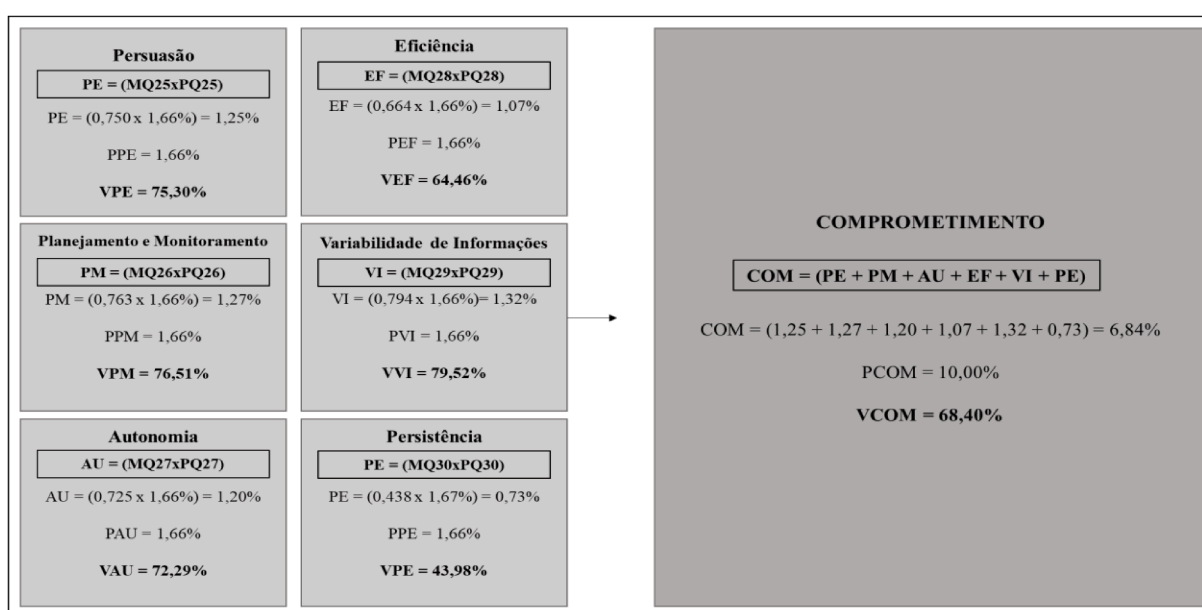 Persuasão
PE = (MQ25xPQ25)
PE = (0,750 x 1,66%) = 1,25%
PPE = 1,66%
VPE = 75,30%
Eficiência
EF = (MQ28xPQ28)
EF = (0,664 x 1,66%) = 1,07%
PEF = 1,66%
VEF = 64,46%
Planejamento e Monitoramento
PM = (MQ26xPQ26)
PM = (0,763 x 1,66%) = 1,27%
PPM = 1,66%
VPM = 76,51%
Variabilidade de Informações
VI = (MQ29xPQ29)
VI = (0,794 x 1,66%)= 1,32%
PVI = 1,66%
VVI = 79,52%
Autonomia
AU = (MQ27xPQ27)
AU = (0,725 x 1,66%) = 1,20%
PAU = 1,66%
VAU = 72,29%
Persistência
PE = (MQ30xPQ30)
PE = (0,438 x 1,67%) = 0,73%
PPE = 1,66%
VPE = 43,98%
COMPROMETIMENTO
COM = (PE + PM + AU + EF + VI + PE)
COM = (1,25 + 1,27 + 1,20 + 1,07 + 1,32 + 0,73) = 6,84%
PCOM = 10,00%
VCOM = 68,40%